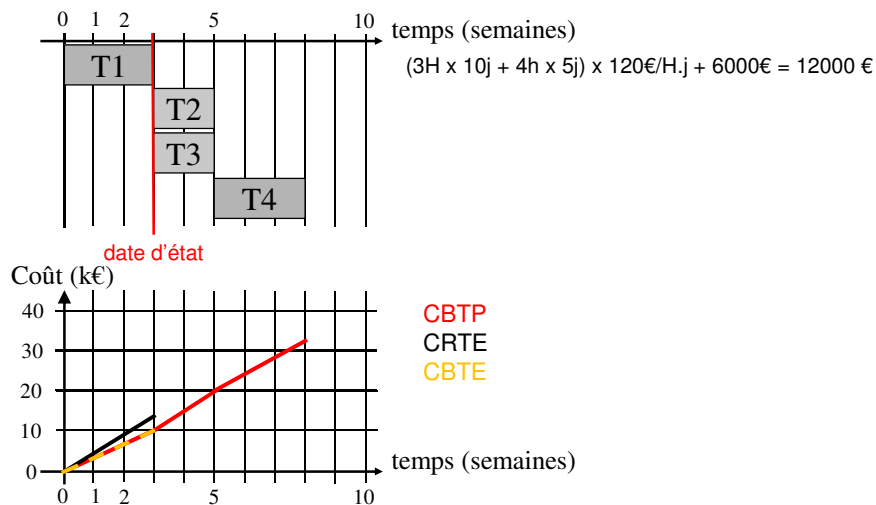 0 1 2 5 10
temps (semaines)
(3H x 10j + 4h x 5j) x 120€/H.j + 6000€ = 12000 €
T1
T2
T3
T4
date d'état
Coût (k€)
40
30
20
10
0
CBTP
CRTE
CBTE
temps (semaines)
0 1 2 5 10